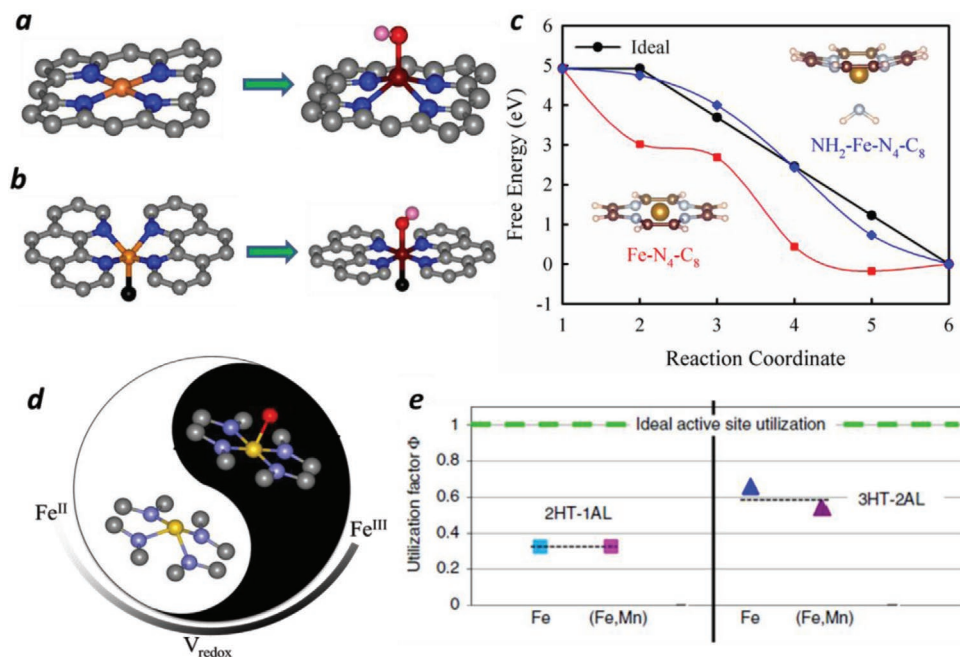 a
b
c
Free Energy (eV)
5
4
3
2
1
0
-1
Ideal
NH₂-Fe-N₄-C₈
Fe-N₄-C₈
1 2 3 4 5 6
Reaction Coordinate
d
Feᴵᴵ
Feᴵᴵᴵ
V_redox
e
Utilization factor Φ
1
0.8
0.6
0.4
0.2
0
Ideal active site utilization
2HT-1AL
3HT-2AL
Fe (Fe,Mn) Fe (Fe,Mn)